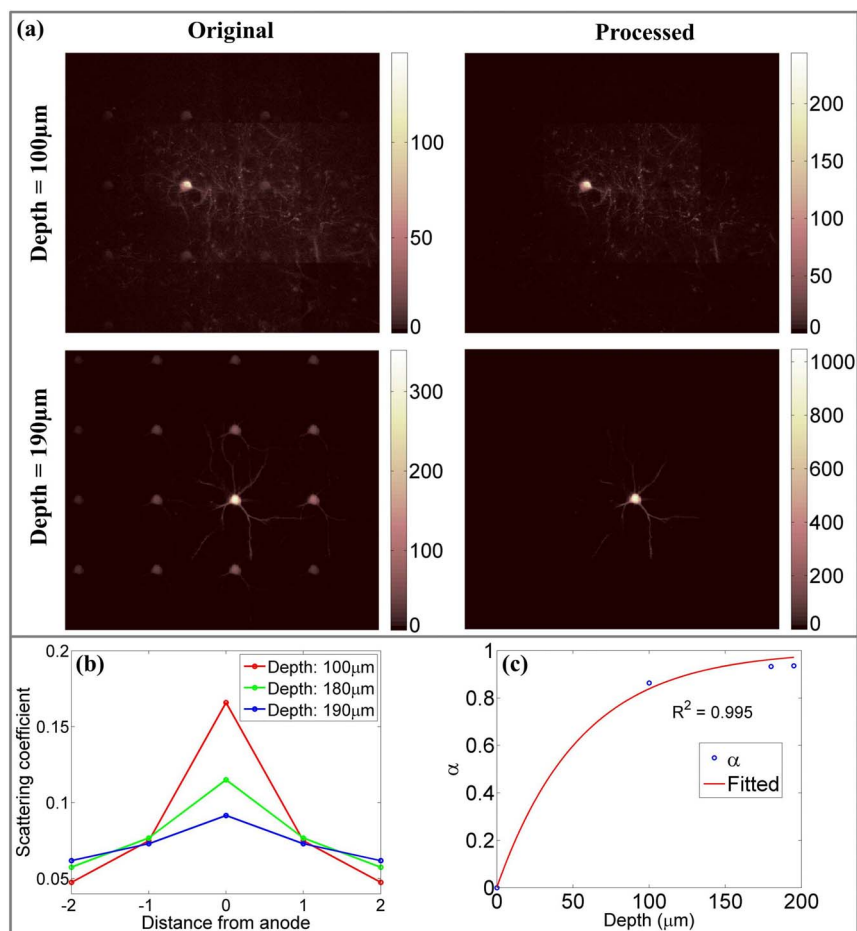 (a)
Original
Processed
Depth = 100μm
100
50
0
200
150
100
50
0
Depth = 190μm
300
200
100
0
1000
800
600
400
200
0
(b)
0.2
0.15
0.1
0.05
Scattering coefficient
Depth: 100μm
Depth: 180μm
Depth: 190μm
-2
-1
0
1
2
Distance from anode
(c)
1
0.8
0.6
0.4
0.2
0
α
R² = 0.995
α
Fitted
0
50
100
150
200
Depth (μm)